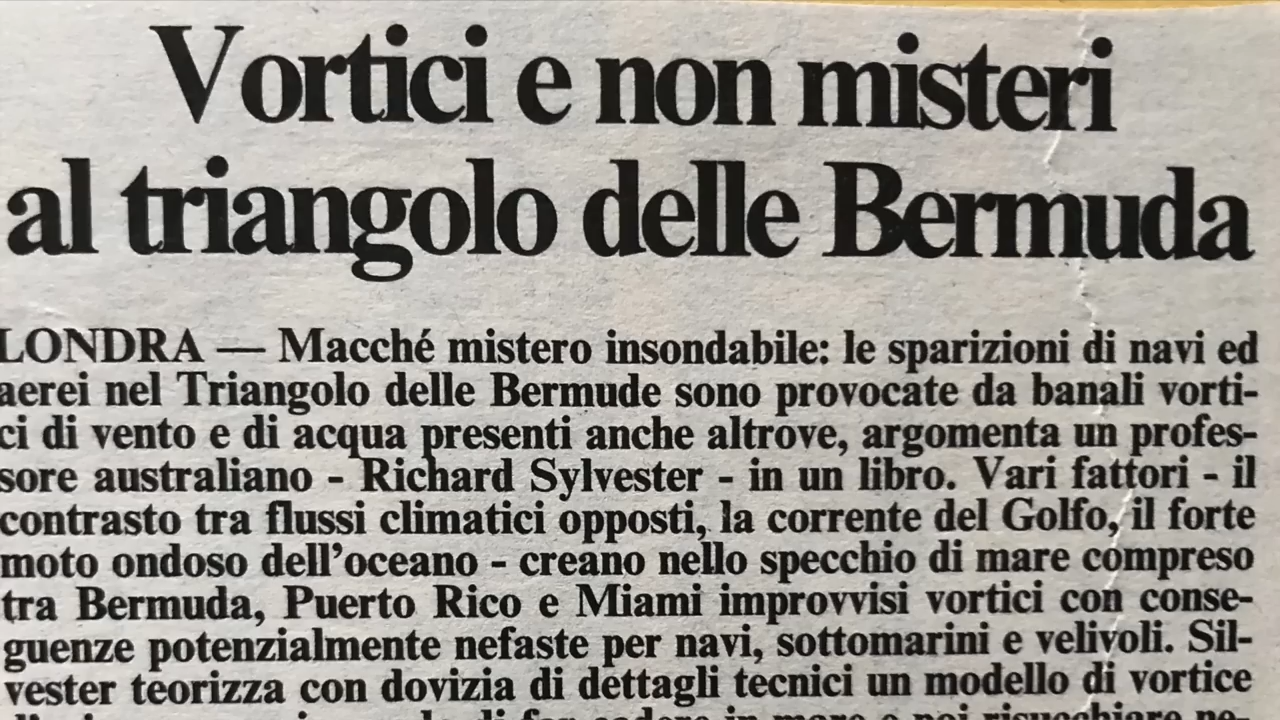 Vortici e non misteri
al triangolo delle Bermuda
LONDRA — Macché mistero insondabile: le sparizioni di navi ed
aerei nel Triangolo delle Bermude sono provocate da banali vorti-
ci di vento e di acqua presenti anche altrove, argomenta un profes-
sore australiano - Richard Sylvester - in un libro. Vari fattori - il
contrasto tra flussi climatici opposti, la corrente del Golfo, il forte
moto ondoso dell'oceano - creano nello specchio di mare compreso
tra Bermuda, Puerto Rico e Miami improvvisi vortici con conse-
guenze potenzialmente nefaste per navi, sottomarini e velivoli. Sil-
vester teorizza con dovizia di dettagli tecnici un modello di vortice